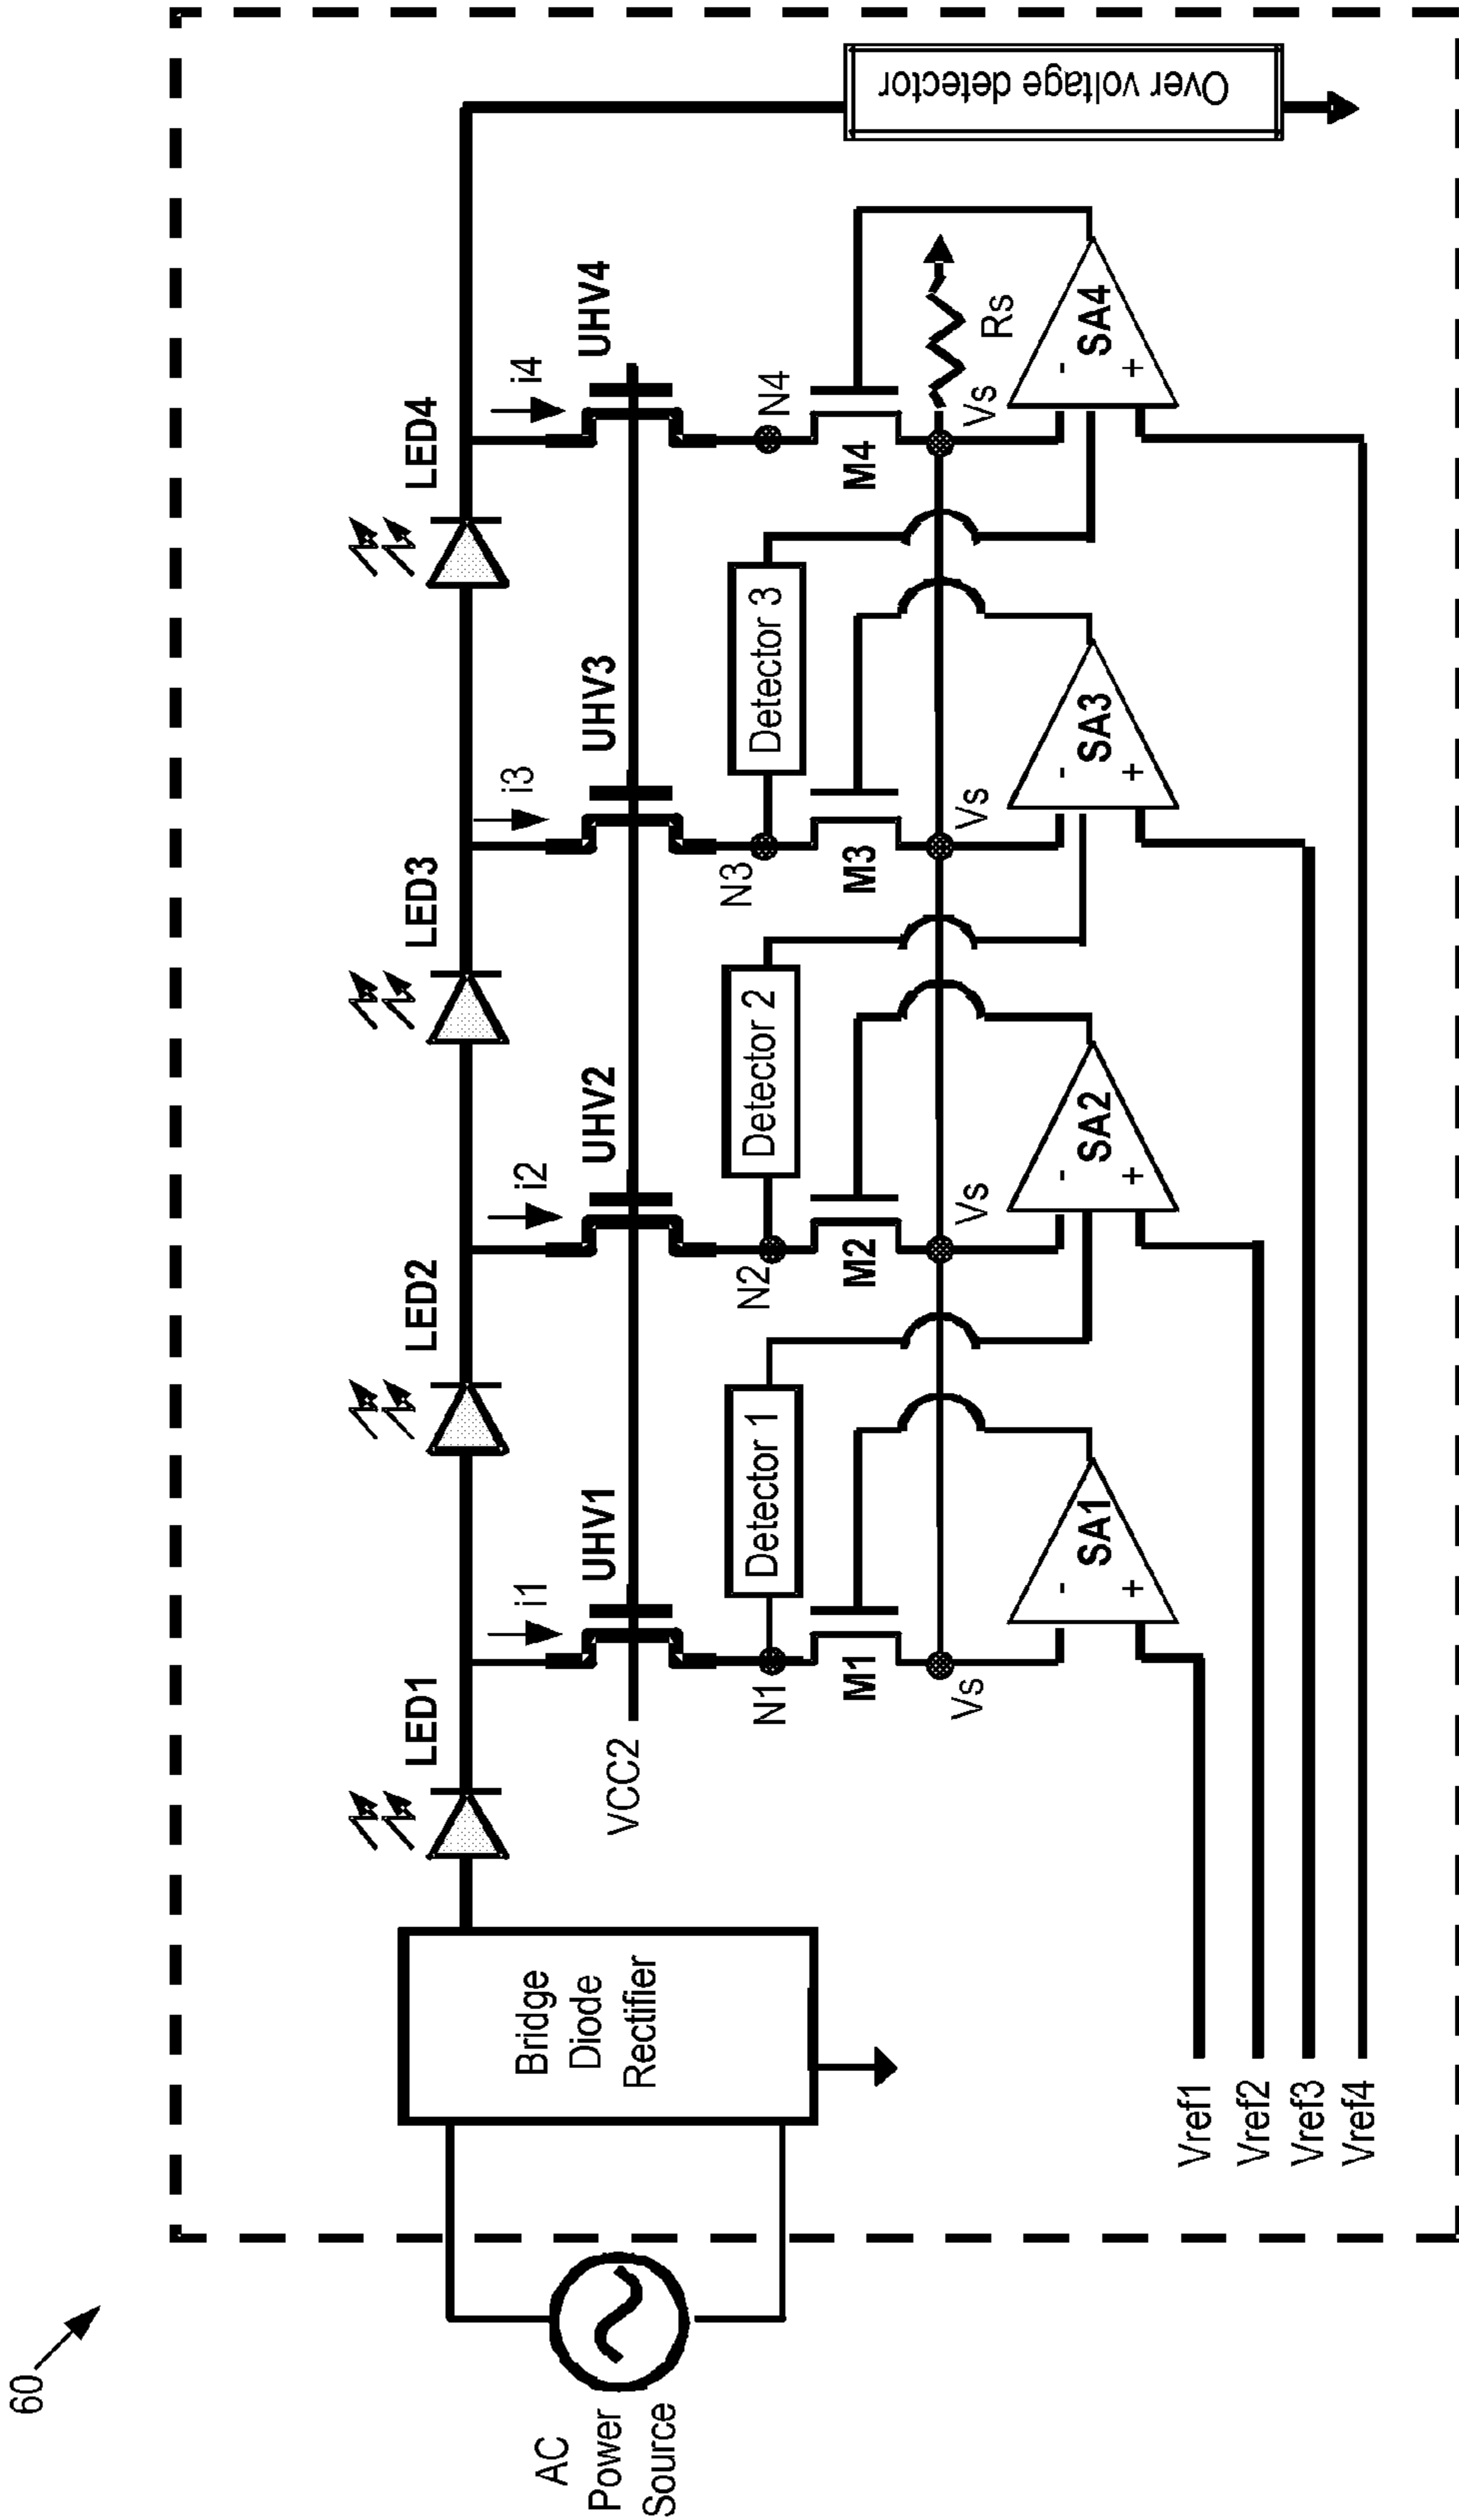 60
AC
Power
Source
Bridge
Diode
Rectifier
LED1
LED2
LED3
LED4
i1
i2
i3
i4
UHV1
UHV2
UHV3
UHV4
VCC2
N1
N2
N3
N4
Detector 1
Detector 2
Detector 3
Over voltage detector
M1
M2
M3
M4
Vs
Vs
Vs
Vs
Rs
-
+
SA1
-
+
SA2
-
+
SA3
-
+
SA4
Vref1
Vref2
Vref3
Vref4